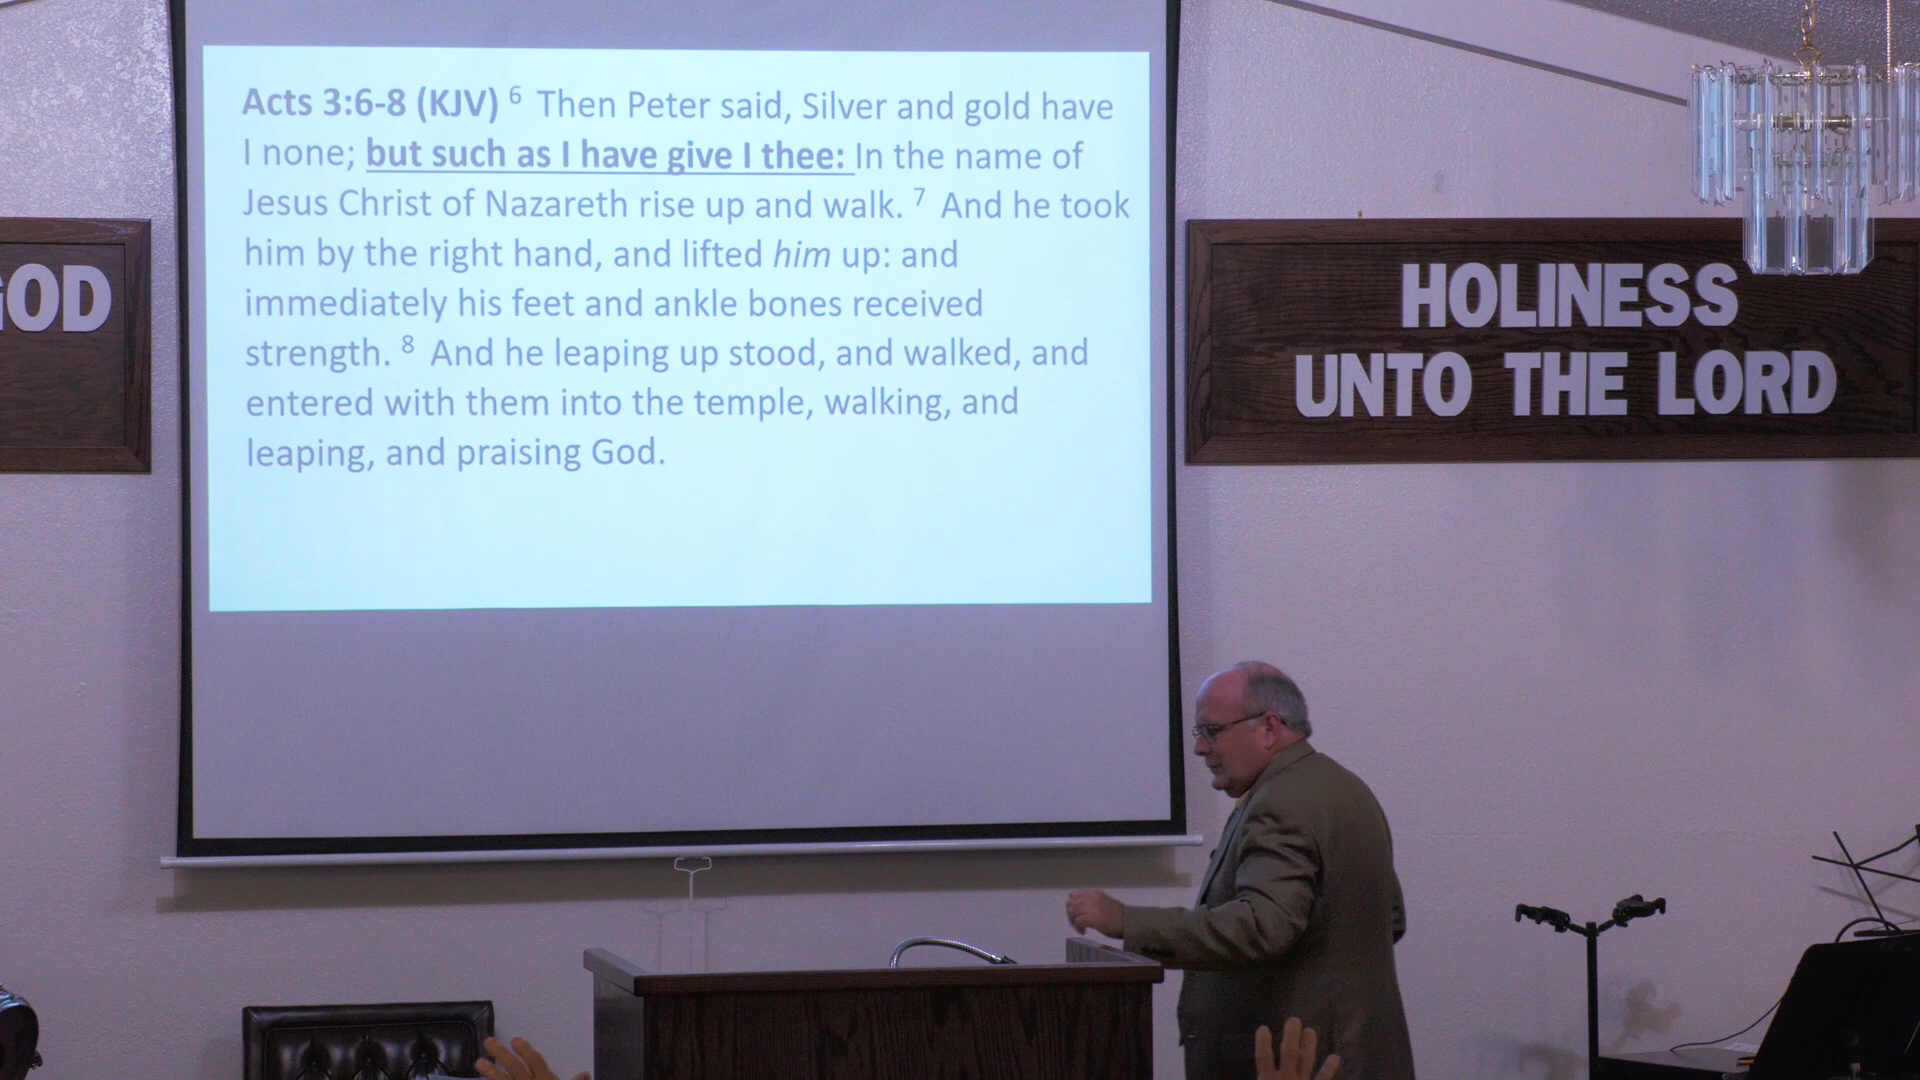 Acts 3:6-8 (KJV) 6 Then Peter said, Silver and gold have
I none; but such as I have give I thee: In the name of
Jesus Christ of Nazareth rise up and walk. 7 And he took
him by the right hand, and lifted him up: and
immediately his feet and ankle bones received
strength. 8 And he leaping up stood, and walked, and
entered with them into the temple, walking, and
leaping, and praising God.
GOD
HOLINESS
UNTO THE LORD